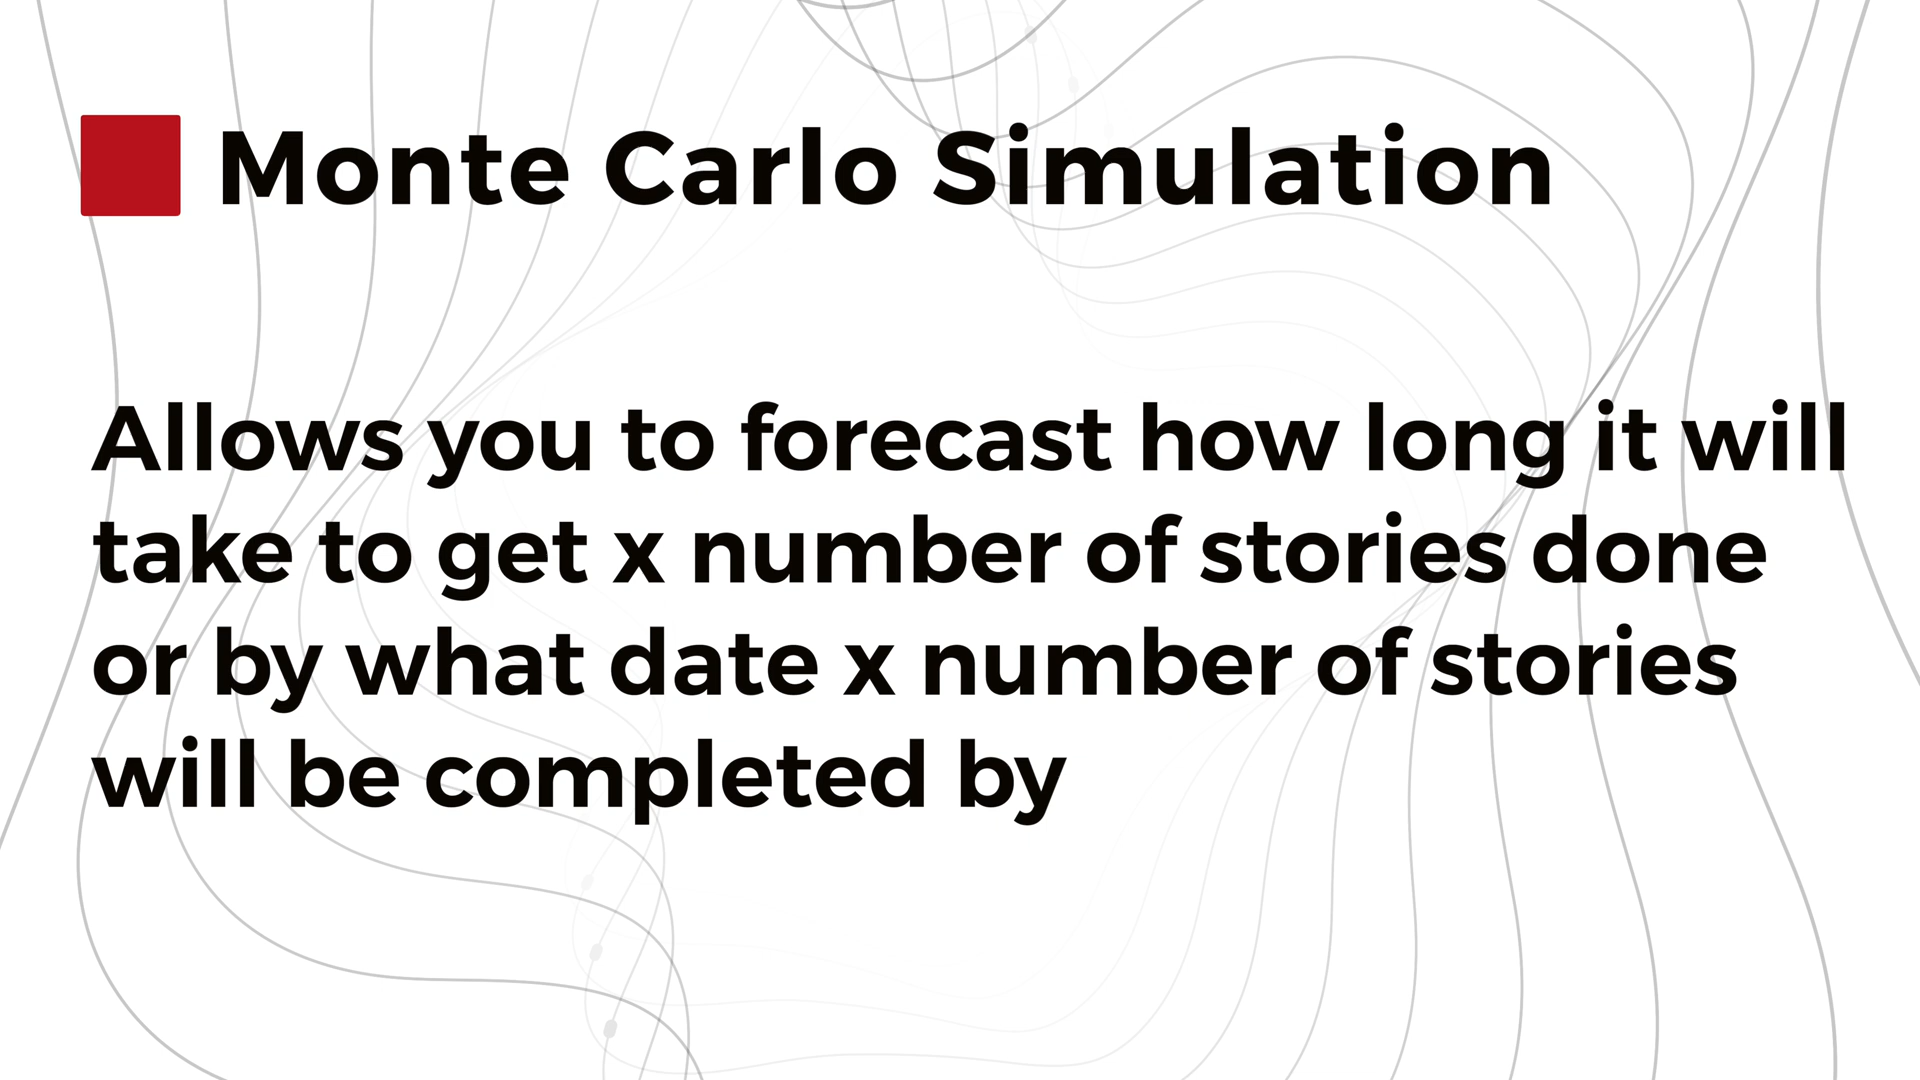 Monte Carlo Simulation
Allows you to forecast how long it will
take to get x number of stories done
or by what date x number of stories
will be completed by